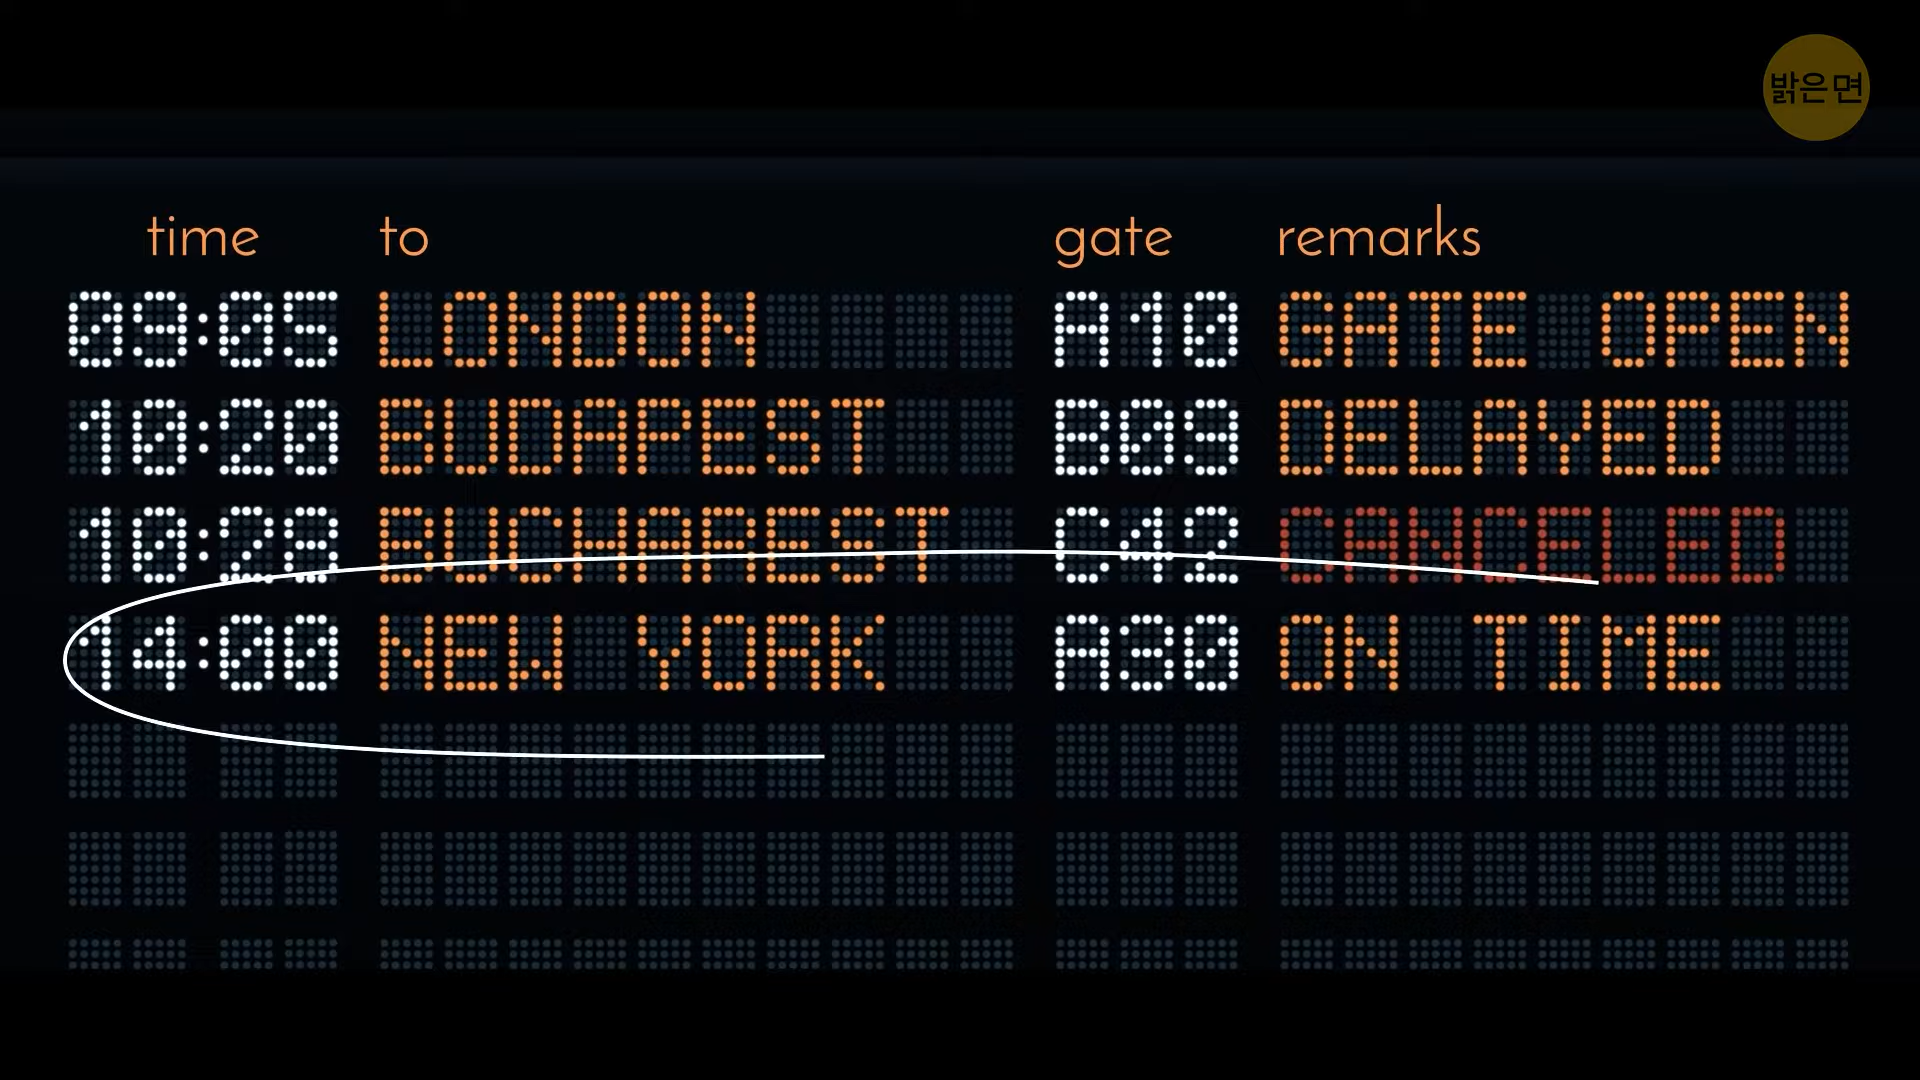 밝은면
time to gate remarks
09:05 LONDON A10 GATE OPEN
10:20 BUDAPEST B09 DELAYED
10:28 BUCHAREST C42 CANCELED
14:00 NEW YORK A30 ON TIME